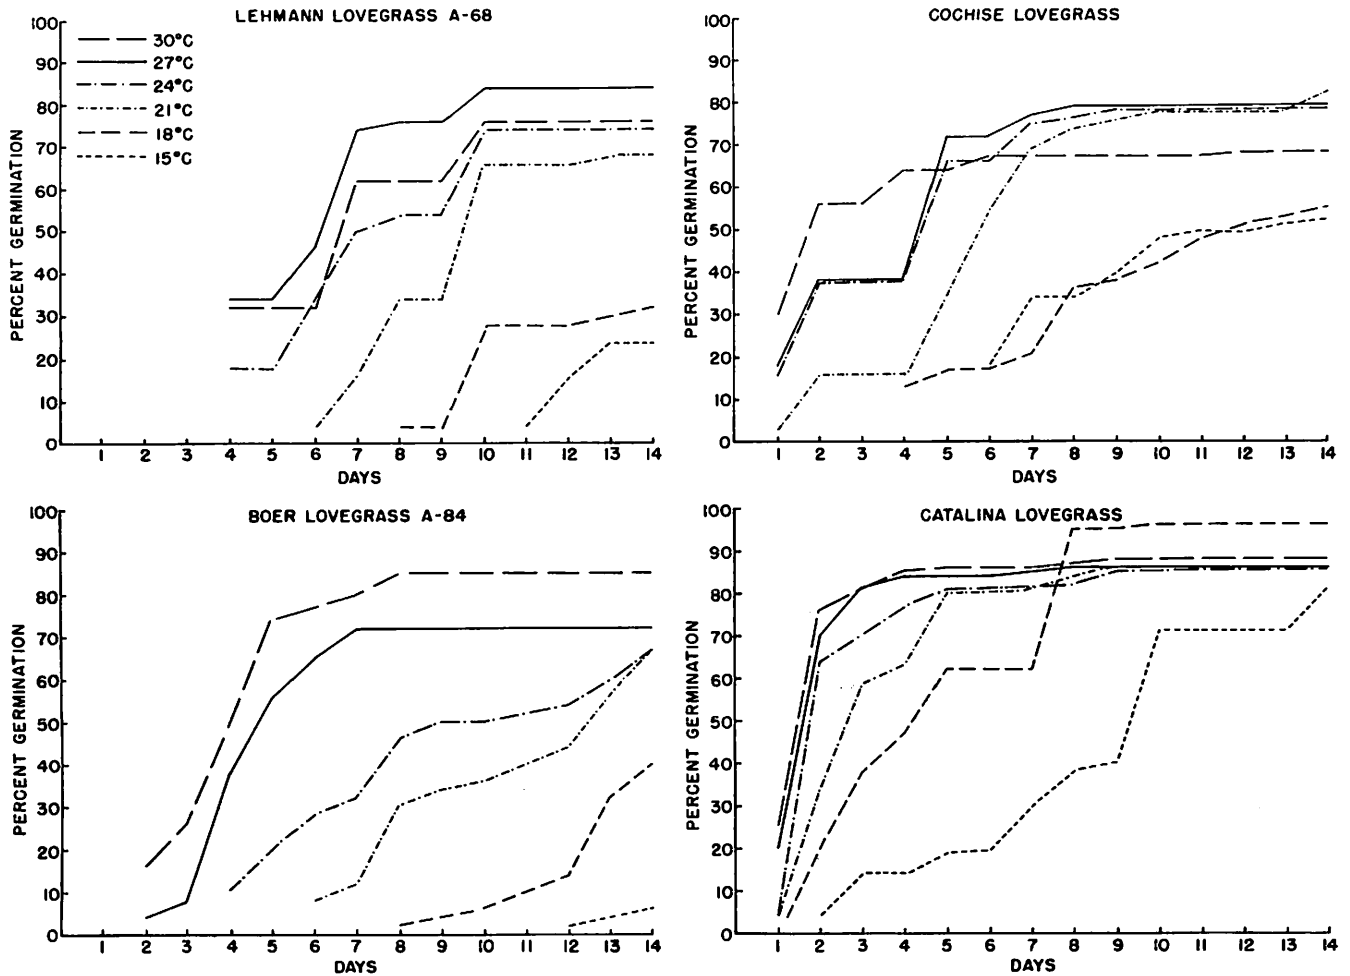 LEHMANN LOVEGRASS A-68
30°C
27°C
24°C
21°C
18°C
15°C
PERCENT GERMINATION
100
90
80
70
60
50
40
30
20
10
0
1 2 3 4 5 6 7 8 9 10 11 12 13 14
DAYS
COCHISE LOVEGRASS
PERCENT GERMINATION
100
90
80
70
60
50
40
30
20
10
0
1 2 3 4 5 6 7 8 9 10 11 12 13 14
DAYS
BOER LOVEGRASS A-84
PERCENT GERMINATION
100
90
80
70
60
50
40
30
20
10
0
1 2 3 4 5 6 7 8 9 10 11 12 13 14
DAYS
CATALINA LOVEGRASS
PERCENT GERMINATION
100
90
80
70
60
50
40
30
20
10
0
1 2 3 4 5 6 7 8 9 10 11 12 13 14
DAYS